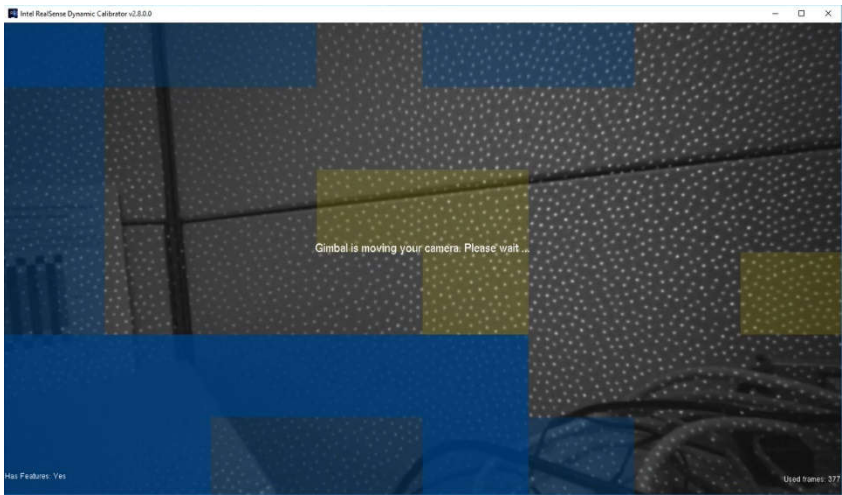 Intel RealSense Dynamic Calibrator v2.8.0.0
Gimbal is moving your camera. Please wait ...
Has Features: Yes
Used frames: 377